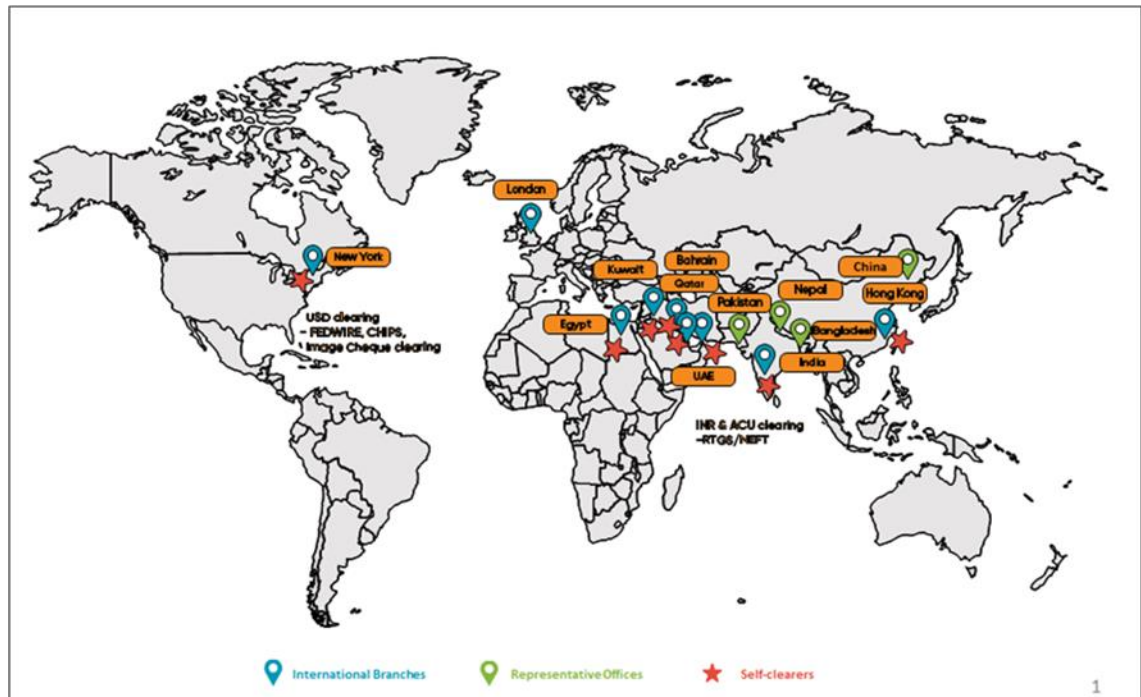 London
New York
Kuwait
Bahrain
Qatar
China
Nepal
Hong Kong
Pakistan
Egypt
Bangladesh
India
UAE
USD clearing
- FEDWIRE, CHIPS,
Image Cheque clearing
INR & ACU clearing
-RTGS/NEFT
International Branches
Representative Offices
Self-clearers
1